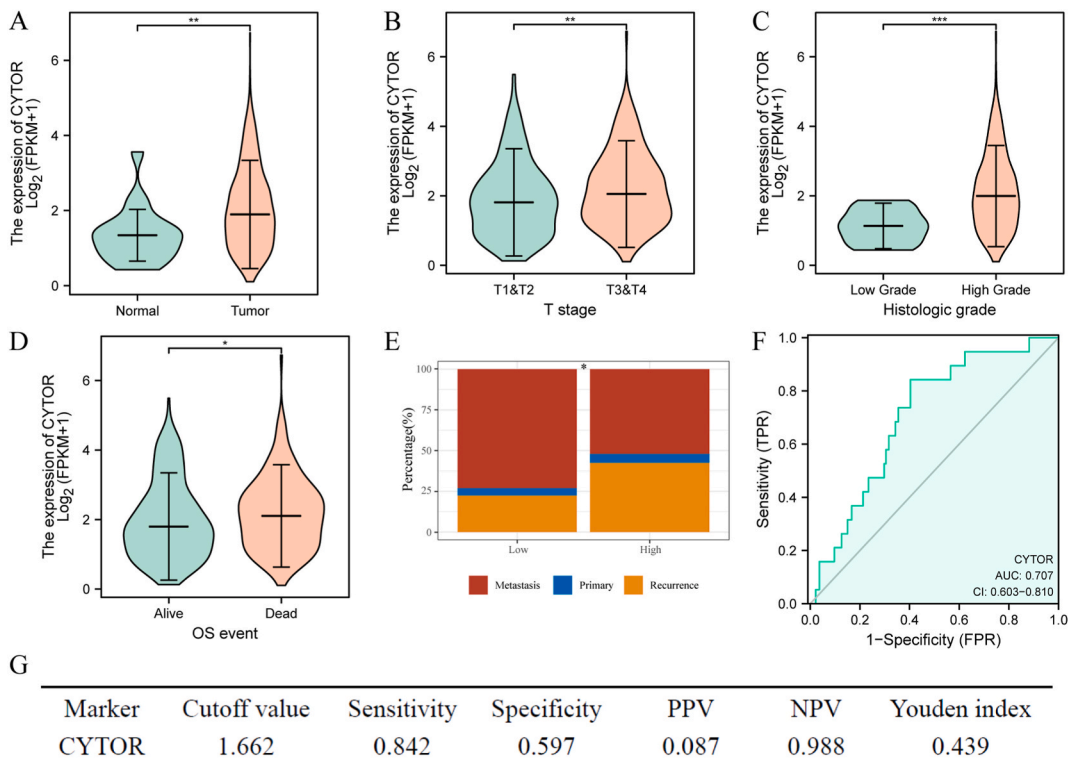 A
**
The expression of CYTOR
Log2 (FPKM+1)
6
4
2
0
Normal
Tumor
B
**
The expression of CYTOR
Log2 (FPKM+1)
6
4
2
0
T1&T2
T3&T4
T stage
C
***
The expression of CYTOR
Log2 (FPKM+1)
6
4
2
0
Low Grade
High Grade
Histologic grade
D
*
The expression of CYTOR
Log2 (FPKM+1)
6
4
2
0
Alive
Dead
OS event
E
*
Percentage(%)
100
75
50
25
0
Low
High
Metastasis
Primary
Recurrence
F
Sensitivity (TPR)
1.0
0.8
0.6
0.4
0.2
0.0
CYTOR
AUC: 0.707
CI: 0.603−0.810
0.0 0.2 0.4 0.6 0.8 1.0
1−Specificity (FPR)
G
Marker Cutoff value Sensitivity Specificity PPV NPV Youden index
CYTOR 1.662 0.842 0.597 0.087 0.988 0.439